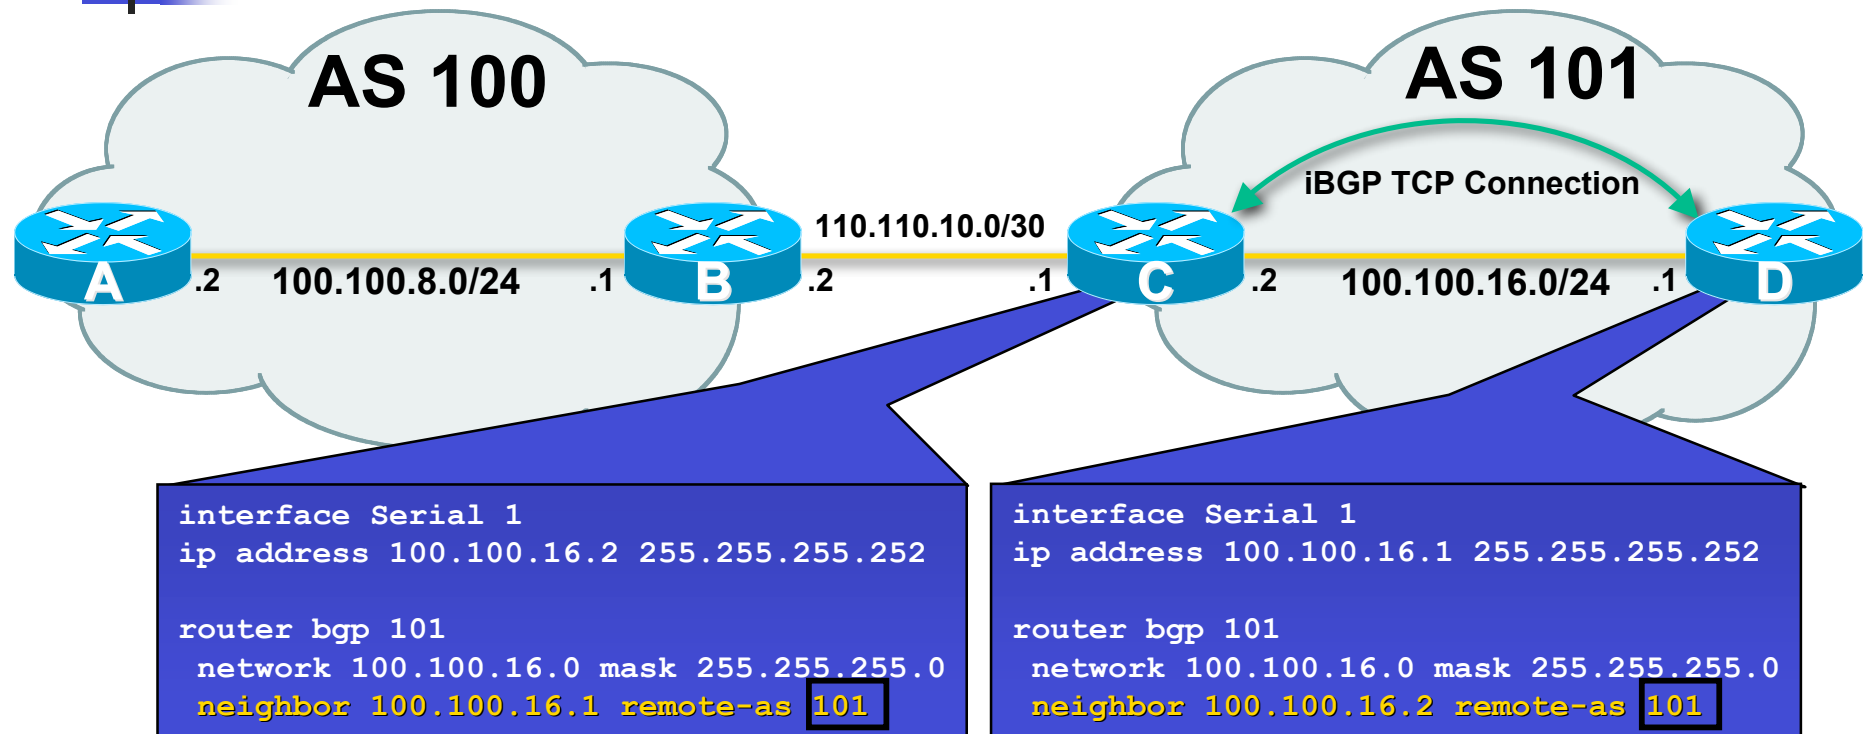 AS 100
AS 101
iBGP TCP Connection
110.110.10.0/30
A
.2
100.100.8.0/24
.1
B
.2
.1
C
.2
100.100.16.0/24
.1
D
interface Serial 1
ip address 100.100.16.2 255.255.255.252
router bgp 101
network 100.100.16.0 mask 255.255.255.0
neighbor 100.100.16.1 remote-as 101
interface Serial 1
ip address 100.100.16.1 255.255.255.252
router bgp 101
network 100.100.16.0 mask 255.255.255.0
neighbor 100.100.16.2 remote-as 101